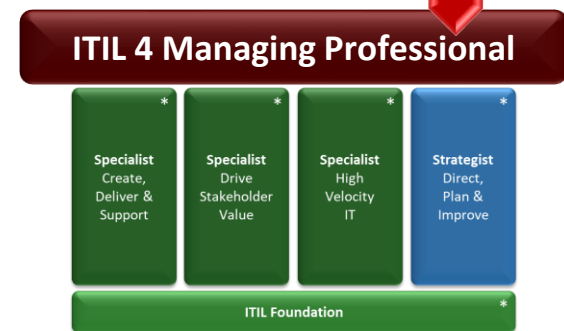 ITIL 4 Managing Professional
*
Specialist
Create,
Deliver &
Support
*
Specialist
Drive
Stakeholder
Value
*
Specialist
High
Velocity
IT
*
Strategist
Direct,
Plan &
Improve
ITIL Foundation *